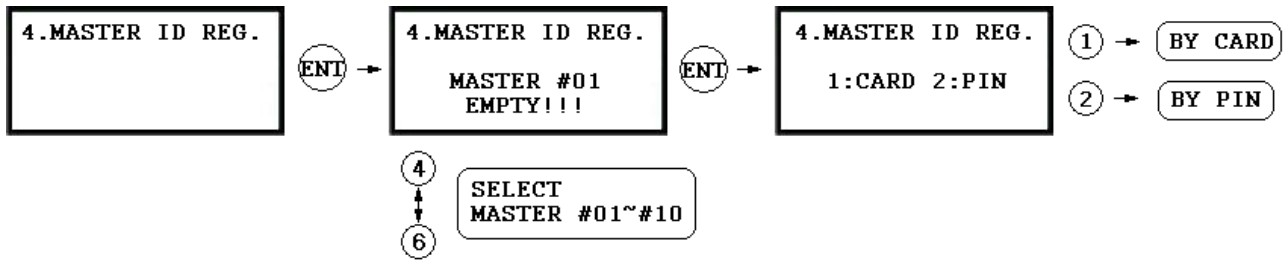 4.MASTER ID REG.
ENT
4.MASTER ID REG.
MASTER #01
EMPTY!!!
ENT
4.MASTER ID REG.
1:CARD 2:PIN
1
BY CARD
2
BY PIN
4
6
SELECT
MASTER #01~#10